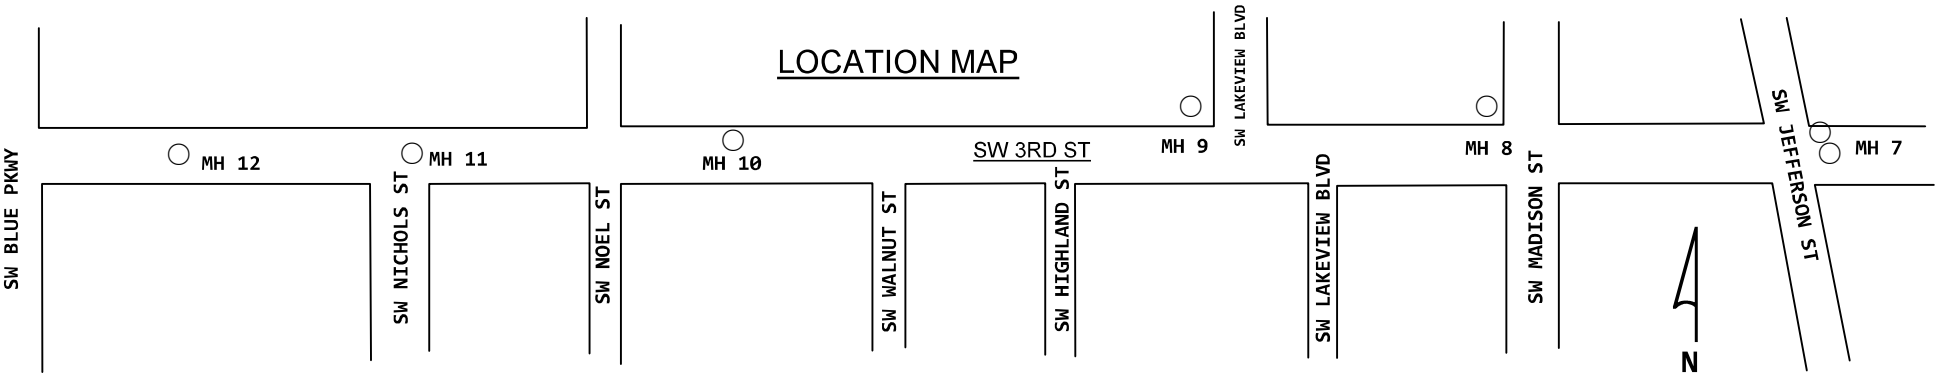 LOCATION MAP
SW LAKEVIEW BLVD
SW BLUE PKWY
MH 12
MH 11
MH 10
SW 3RD ST
MH 9
MH 8
MH 7
SW NICHOLS ST
SW NOEL ST
SW WALNUT ST
SW HIGHLAND ST
SW LAKEVIEW BLVD
SW MADISON ST
SW JEFFERSON ST
N